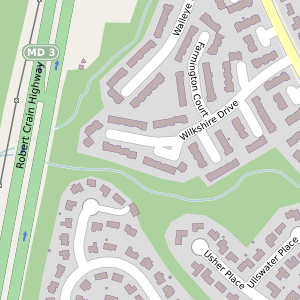 Walleye
MD 3
Farmington Court
Robert Crain Highway
Wilkshire Drive
Usher Place
Ullswater Place